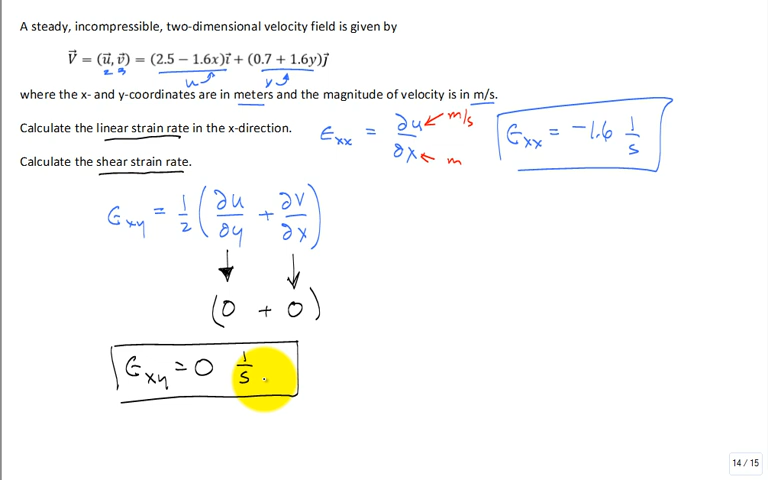 A steady, incompressible, two-dimensional velocity field is given by
V⃗ = (u⃗, v⃗) = (2.5 − 1.6x)i⃗ + (0.7 + 1.6y)j⃗
u v
where the x- and y-coordinates are in meters and the magnitude of velocity is in m/s.
Calculate the linear strain rate in the x-direction. ε_xx = ∂u/∂x ← m/s ← m
ε_xx = −1.6 1/s
Calculate the shear strain rate.
ε_xy = 1/2 (∂u/∂y + ∂v/∂x)
↓ ↓
(0 + 0)
ε_xy = 0 1/s
14 / 15